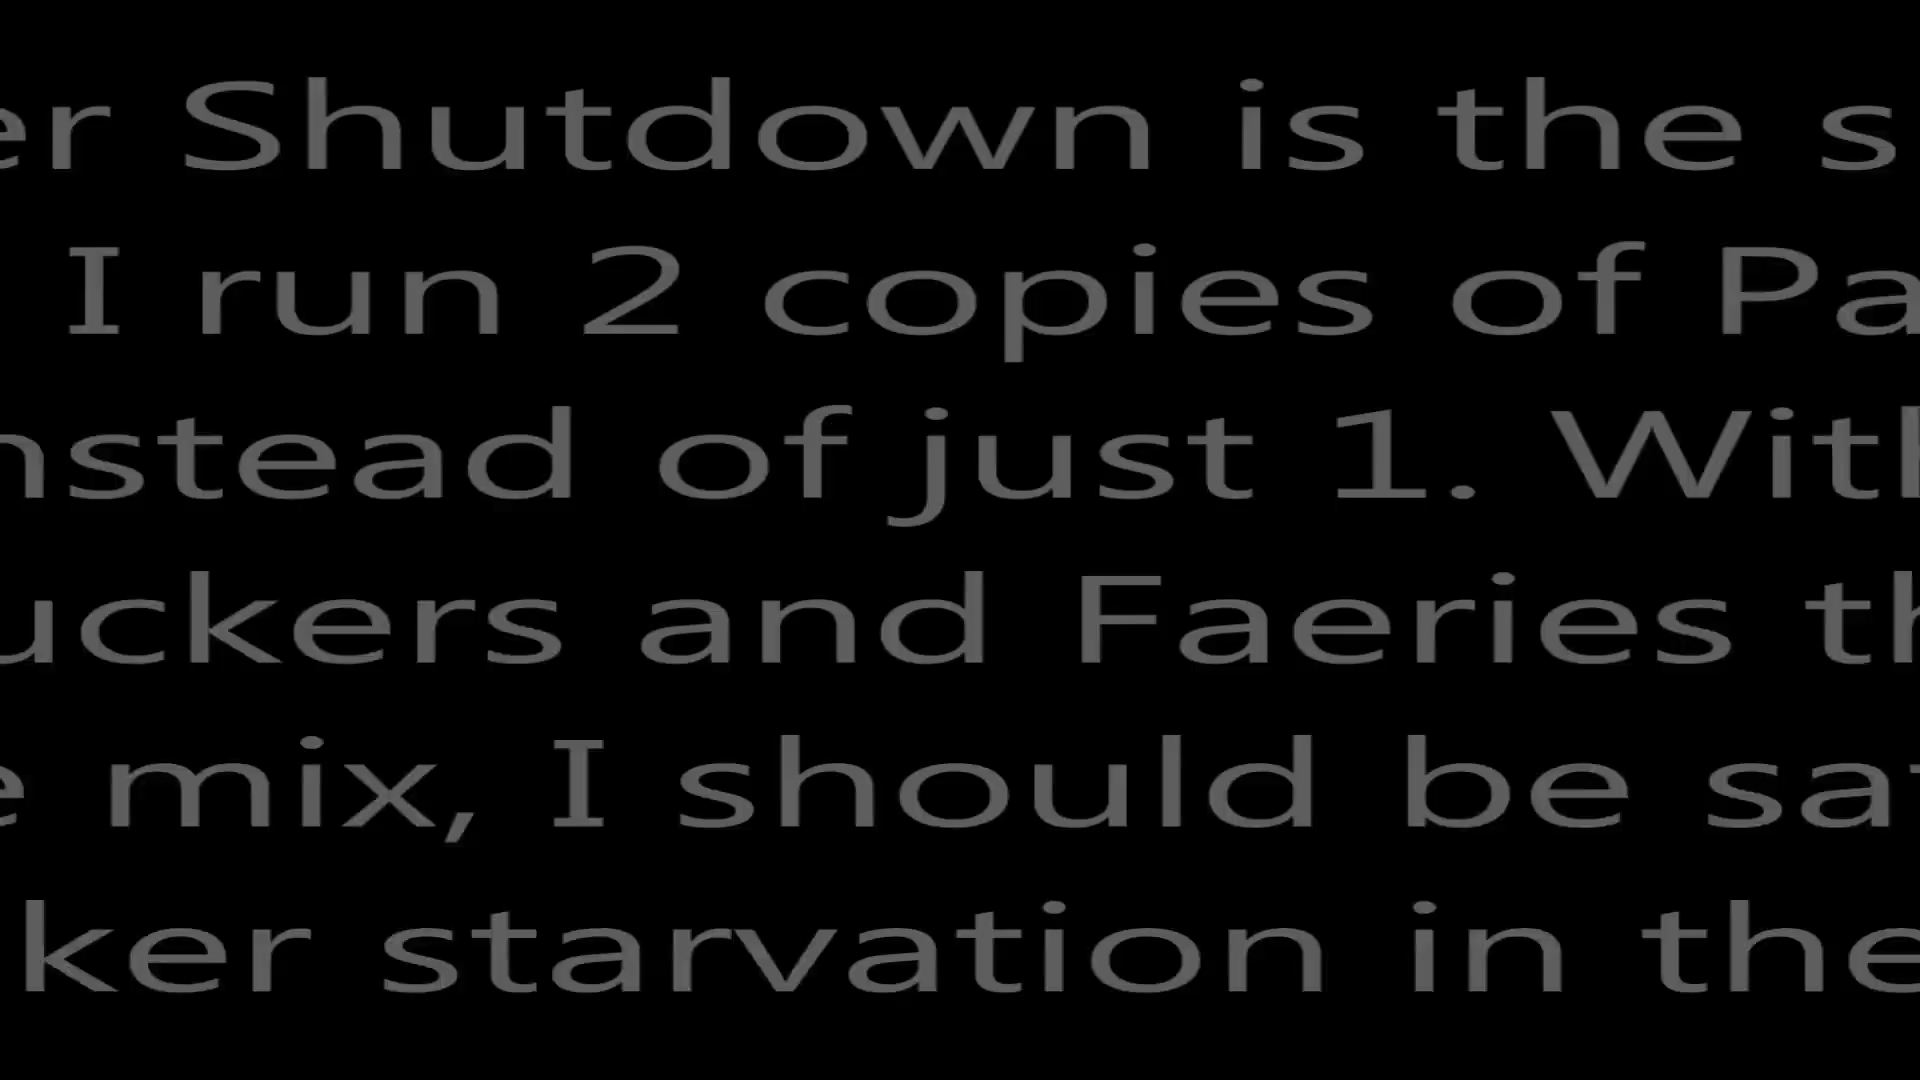 er Shutdown is the s
I run 2 copies of Pa
nstead of just 1. With
uckers and Faeries th
e mix, I should be saf
ker starvation in the